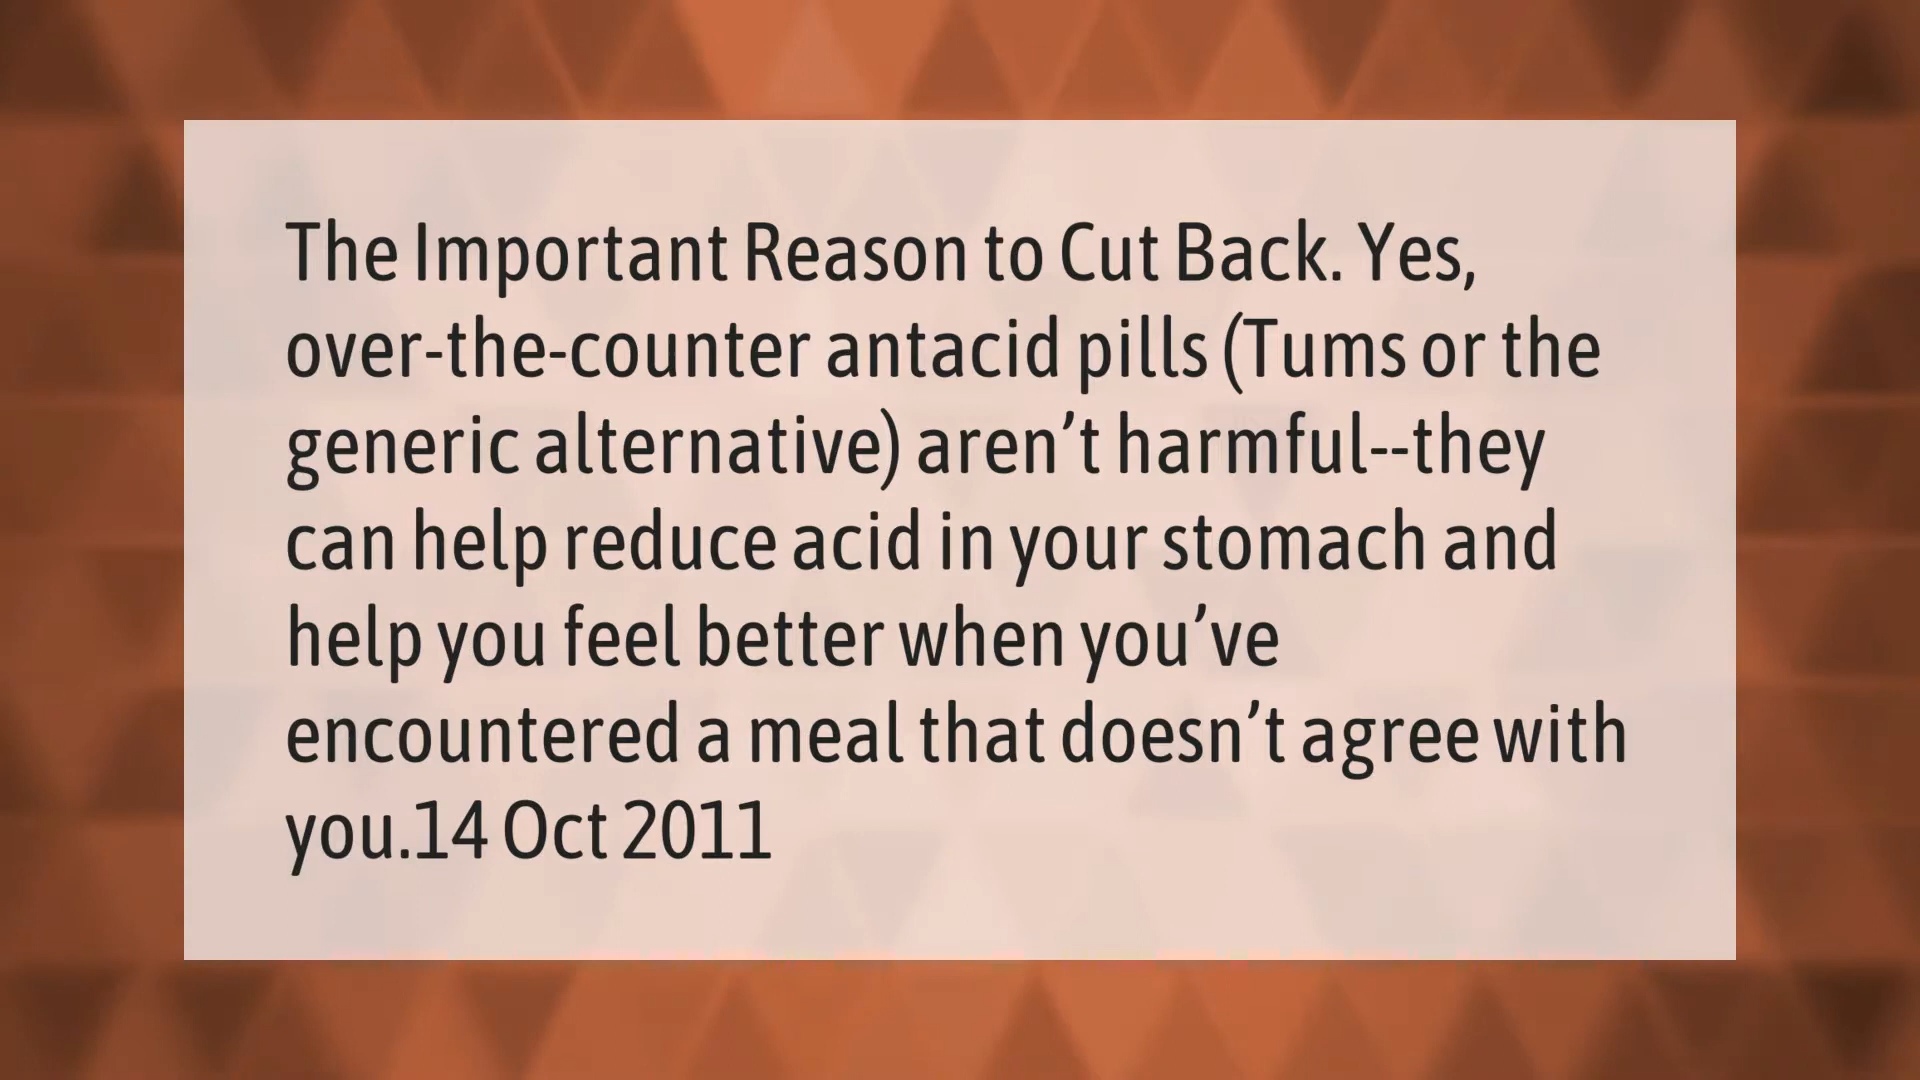 The Important Reason to Cut Back. Yes,
over-the-counter antacid pills (Tums or the
generic alternative) aren’t harmful--they
can help reduce acid in your stomach and
help you feel better when you’ve
encountered a meal that doesn’t agree with
you.14 Oct 2011